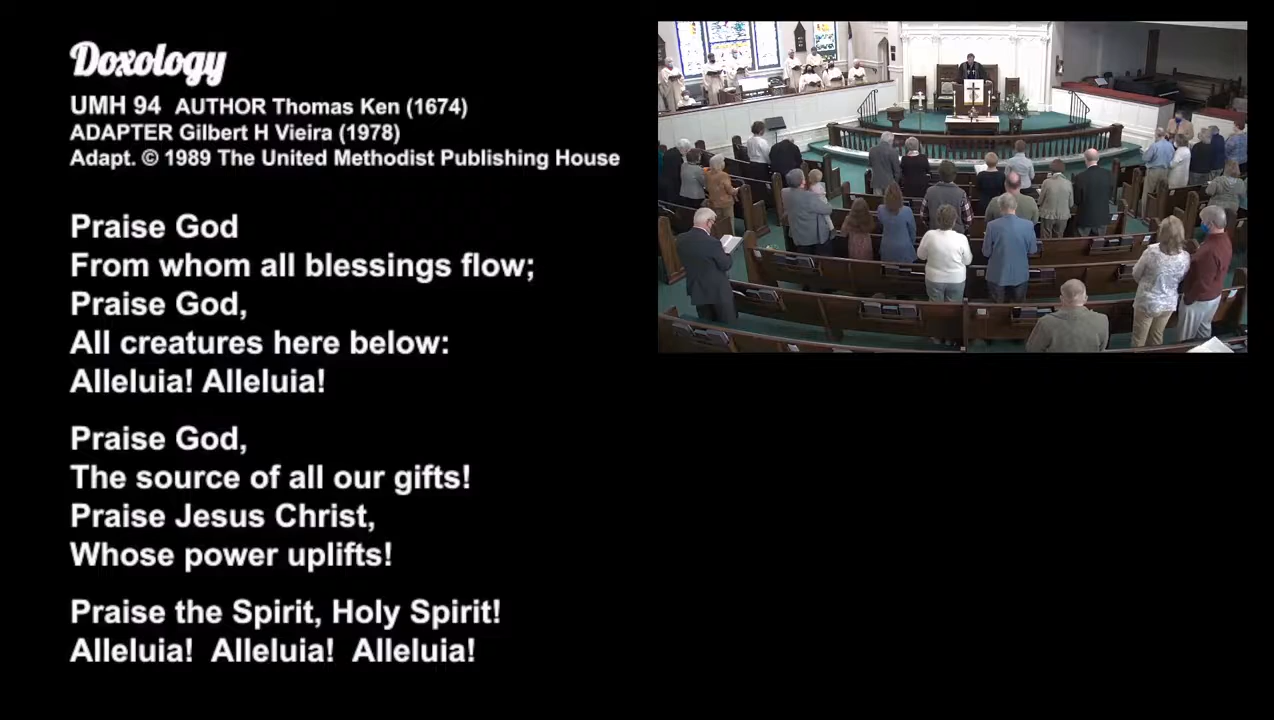 Doxology
UMH 94 AUTHOR Thomas Ken (1674)
ADAPTER Gilbert H Vieira (1978)
Adapt. © 1989 The United Methodist Publishing House
Praise God
From whom all blessings flow;
Praise God,
All creatures here below:
Alleluia! Alleluia!
Praise God,
The source of all our gifts!
Praise Jesus Christ,
Whose power uplifts!
Praise the Spirit, Holy Spirit!
Alleluia! Alleluia! Alleluia!